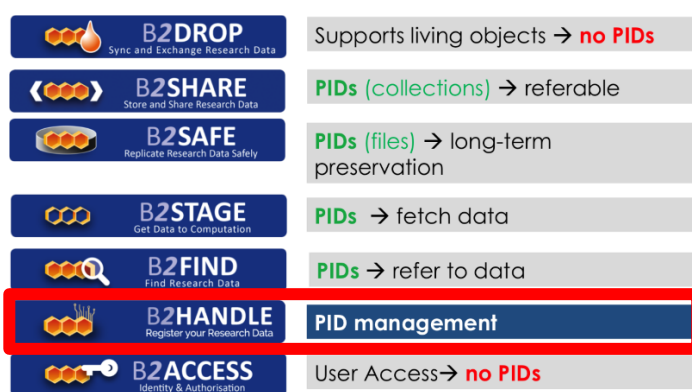 B2DROP
Sync and Exchange Research Data
Supports living objects → no PIDs
B2SHARE
Store and Share Research Data
PIDs (collections) → referable
B2SAFE
Replicate Research Data Safely
PIDs (files) → long-term
preservation
B2STAGE
Get Data to Computation
PIDs → fetch data
B2FIND
Find Research Data
PIDs → refer to data
B2HANDLE
Register your Research Data
PID management
B2ACCESS
Identity & Authorisation
User Access→ no PIDs